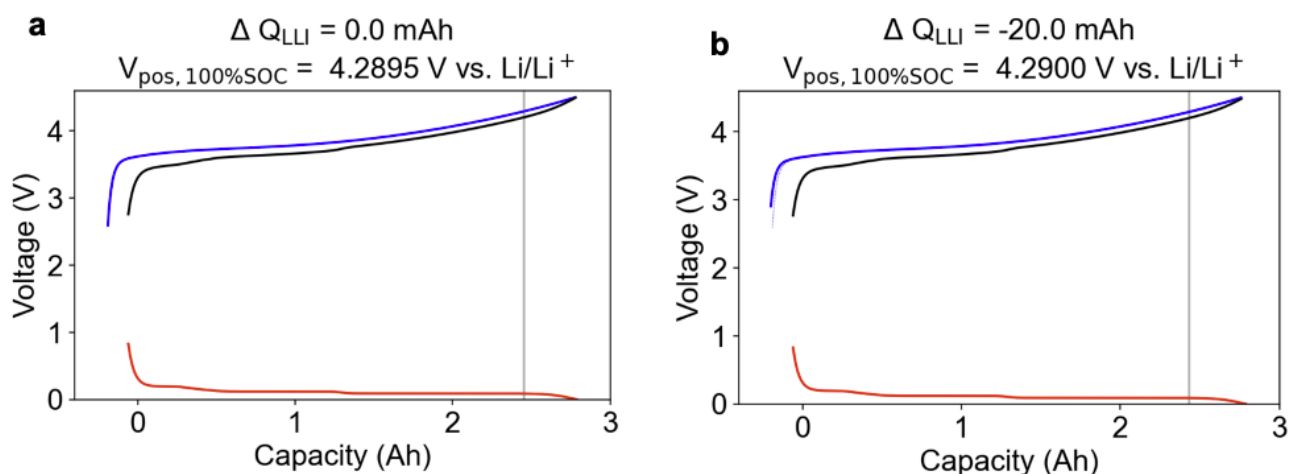 a
Δ Q_LLI = 0.0 mAh
V_pos, 100%SOC = 4.2895 V vs. Li/Li⁺
Voltage (V)
4
3
2
1
0
0 1 2 3
Capacity (Ah)
b
Δ Q_LLI = -20.0 mAh
V_pos, 100%SOC = 4.2900 V vs. Li/Li⁺
Voltage (V)
4
3
2
1
0
0 1 2 3
Capacity (Ah)